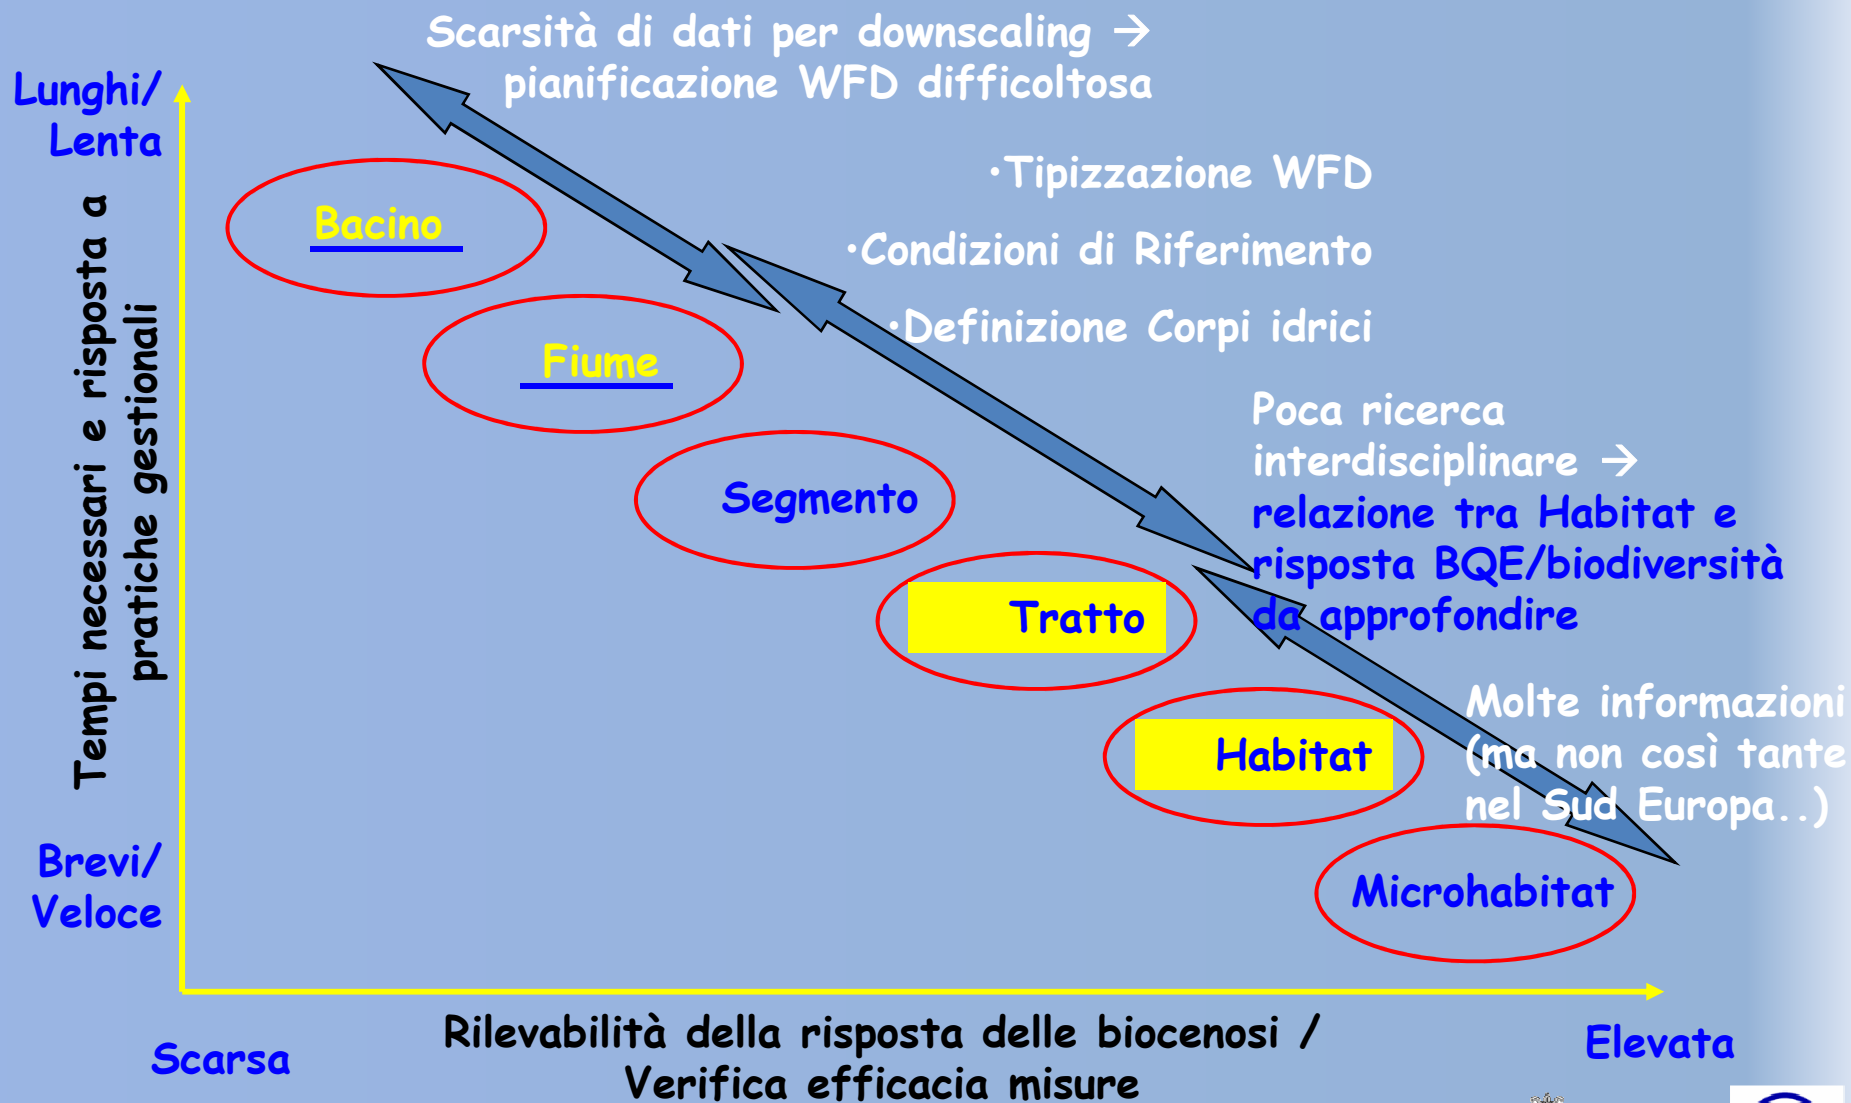 Scarsità di dati per downscaling →
pianificazione WFD difficoltosa
Lunghi/
Lenta
•Tipizzazione WFD
•Condizioni di Riferimento
•Definizione Corpi idrici
Tempi necessari e risposta a
pratiche gestionali
Bacino
Fiume
Segmento
Tratto
Habitat
Microhabitat
Poca ricerca
interdisciplinare →
relazione tra Habitat e
risposta BQE/biodiversità
da approfondire
Molte informazioni
(ma non così tante
nel Sud Europa..)
Brevi/
Veloce
Scarsa
Rilevabilità della risposta delle biocenosi /
Verifica efficacia misure
Elevata